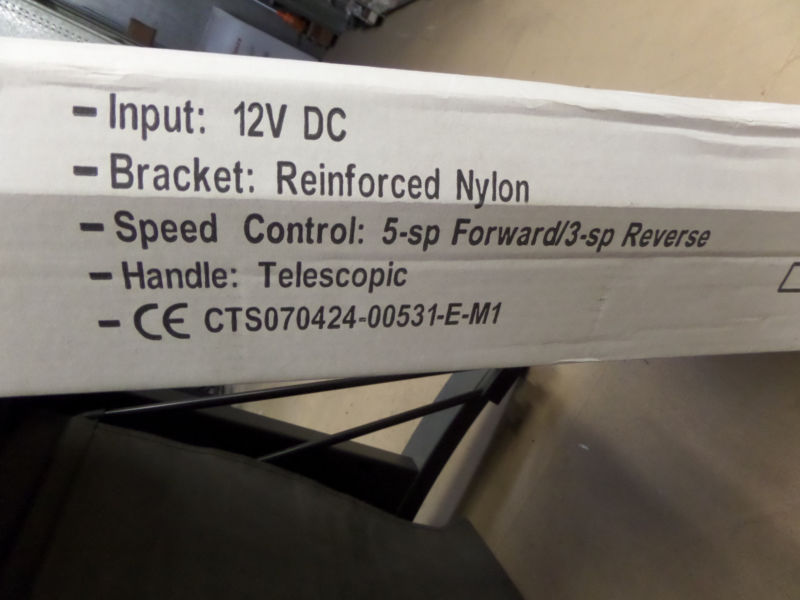 - Input: 12V DC
- Bracket: Reinforced Nylon
- Speed Control: 5-sp Forward/3-sp Reverse
- Handle: Telescopic
- CE CTS070424-00531-E-M1